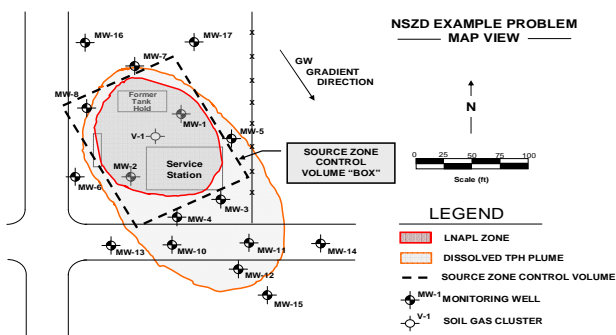 NSZD EXAMPLE PROBLEM
MAP VIEW
MW-16
MW-17
MW-7
GW
GRADIENT
DIRECTION
MW-8
Former
Tank
Hold
MW-1
N
V-1
MW-5
SOURCE ZONE
CONTROL
VOLUME “BOX”
0 25 50 100
Scale (ft)
MW-2
Service
Station
MW-6
MW-3
MW-4
MW-13
MW-10
MW-11
MW-14
MW-12
MW-15
LEGEND
LNAPL ZONE
DISSOLVED TPH PLUME
SOURCE ZONE CONTROL VOLUME
MW-1
MONITORING WELL
V-1
SOIL GAS CLUSTER